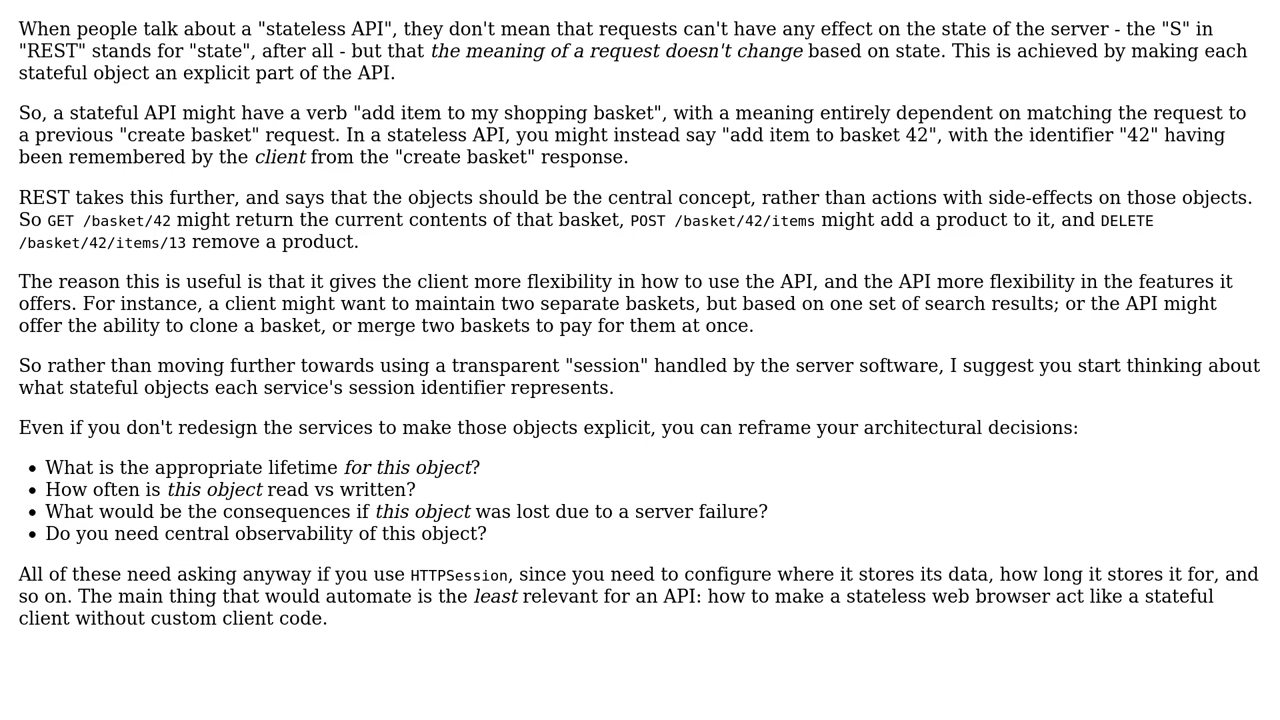 When people talk about a "stateless API", they don't mean that requests can't have any effect on the state of the server - the "S" in
"REST" stands for "state", after all - but that the meaning of a request doesn't change based on state. This is achieved by making each
stateful object an explicit part of the API.
So, a stateful API might have a verb "add item to my shopping basket", with a meaning entirely dependent on matching the request to
a previous "create basket" request. In a stateless API, you might instead say "add item to basket 42", with the identifier "42" having
been remembered by the client from the "create basket" response.
REST takes this further, and says that the objects should be the central concept, rather than actions with side-effects on those objects.
So GET /basket/42 might return the current contents of that basket, POST /basket/42/items might add a product to it, and DELETE
/basket/42/items/13 remove a product.
The reason this is useful is that it gives the client more flexibility in how to use the API, and the API more flexibility in the features it
offers. For instance, a client might want to maintain two separate baskets, but based on one set of search results; or the API might
offer the ability to clone a basket, or merge two baskets to pay for them at once.
So rather than moving further towards using a transparent "session" handled by the server software, I suggest you start thinking about
what stateful objects each service's session identifier represents.
Even if you don't redesign the services to make those objects explicit, you can reframe your architectural decisions:
• What is the appropriate lifetime for this object?
• How often is this object read vs written?
• What would be the consequences if this object was lost due to a server failure?
• Do you need central observability of this object?
All of these need asking anyway if you use HTTPSession, since you need to configure where it stores its data, how long it stores it for, and
so on. The main thing that would automate is the least relevant for an API: how to make a stateless web browser act like a stateful
client without custom client code.